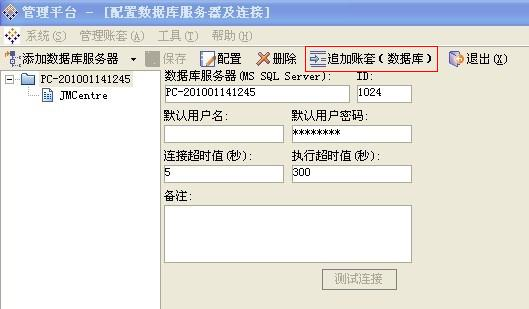 管理平台 - [配置数据库服务器及连接]
系统(S) 管理账套(A) 工具(T) 帮助(H)
添加数据库服务器 保存 配置 删除 追加账套(数据库) 退出(X)
PC-201001141245
JMCentre
数据库服务器(MS SQL Server): ID:
PC-201001141245 1024
默认用户名: 默认用户密码:
********
连接超时值(秒): 执行超时值(秒):
5 300
备注:
测试连接